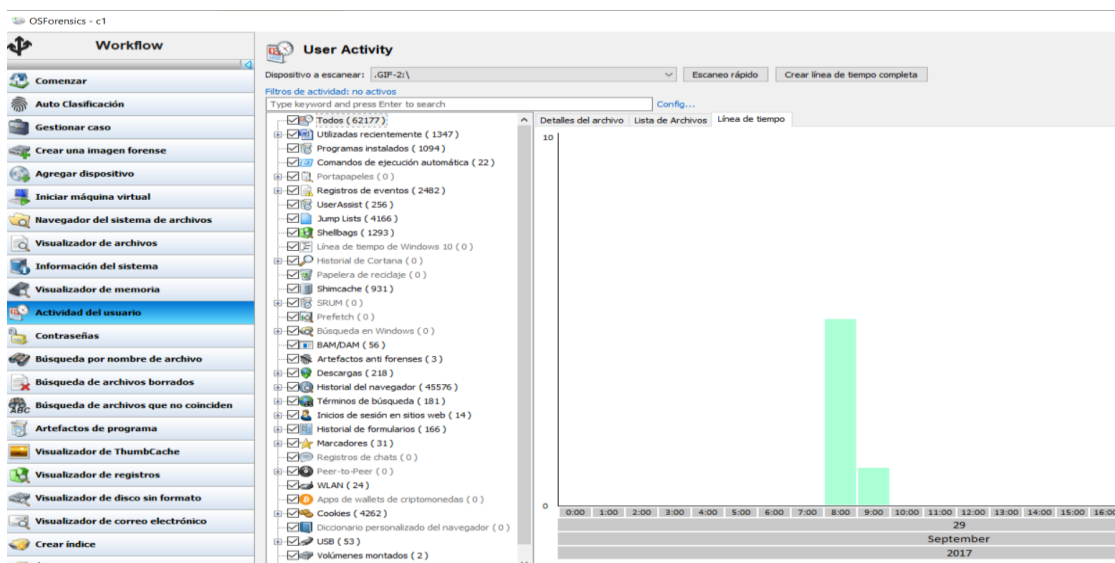 OSForensics - c1
Workflow
Comenzar
Auto Clasificación
Gestionar caso
Crear una imagen forense
Agregar dispositivo
Iniciar máquina virtual
Navegador del sistema de archivos
Visualizador de archivos
Información del sistema
Visualizador de memoria
Actividad del usuario
Contraseñas
Búsqueda por nombre de archivo
Búsqueda de archivos borrados
Búsqueda de archivos que no coinciden
Artefactos de programa
Visualizador de ThumbCache
Visualizador de registros
Visualizador de disco sin formato
Visualizador de correo electrónico
Crear índice
User Activity
Dispositivo a escanear: .GIF-2:\ Escaneo rápido Crear línea de tiempo completa
Filtros de actividad: no activos
Type keyword and press Enter to search Config...
Todos ( 62177 )
Utilizadas recientemente ( 1347 )
Programas instalados ( 1094 )
Comandos de ejecución automática ( 22 )
Portapapeles ( 0 )
Registros de eventos ( 2482 )
UserAssist ( 256 )
Jump Lists ( 4166 )
Shellbags ( 1293 )
Línea de tiempo de Windows 10 ( 0 )
Historial de Cortana ( 0 )
Papelera de reciclaje ( 0 )
Shimcache ( 931 )
SRUM ( 0 )
Prefetch ( 0 )
Búsqueda en Windows ( 0 )
BAM/DAM ( 56 )
Artefactos anti forenses ( 3 )
Descargas ( 218 )
Historial del navegador ( 45576 )
Términos de búsqueda ( 181 )
Inicios de sesión en sitios web ( 14 )
Historial de formularios ( 166 )
Marcadores ( 31 )
Registros de chats ( 0 )
Peer-to-Peer ( 0 )
WLAN ( 24 )
Apps de wallets de criptomonedas ( 0 )
Cookies ( 4262 )
Diccionario personalizado del navegador ( 0 )
USB ( 53 )
Volúmenes montados ( 2 )
Detalles del archivo Lista de Archivos Línea de tiempo
10
0
0:00 1:00 2:00 3:00 4:00 5:00 6:00 7:00 8:00 9:00 10:00 11:00 12:00 13:00 14:00 15:00 16:00
29
September
2017